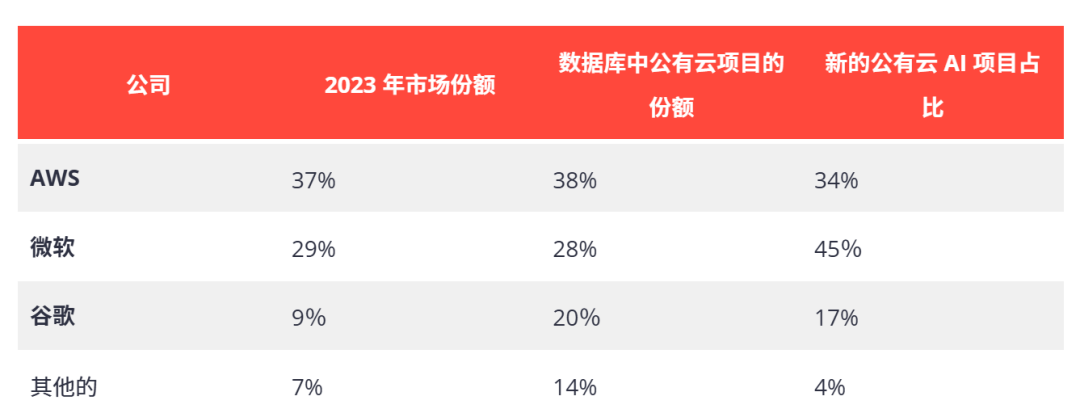 公司 2023 年市场份额 数据库中公有云项目的份额 新的公有云 AI 项目占比
AWS 37% 38% 34%
微软 29% 28% 45%
谷歌 9% 20% 17%
其他的 7% 14% 4%